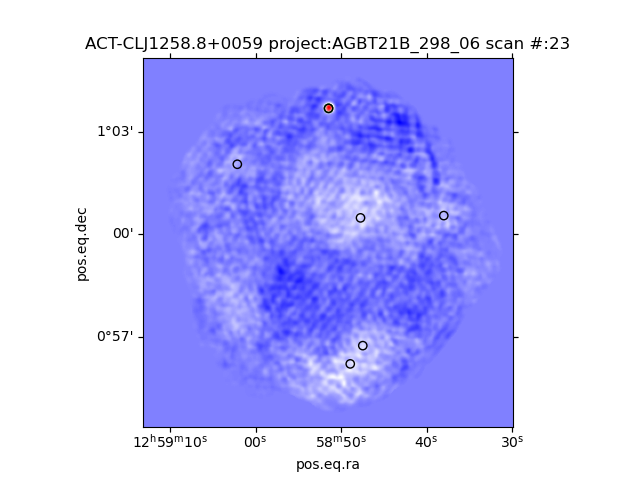 ACT-CLJ1258.8+0059 project:AGBT21B_298_06 scan #:23
1°03'
00'
0°57'
pos.eq.dec
12ʰ59ᵐ10ˢ
00ˢ
58ᵐ50ˢ
40ˢ
30ˢ
pos.eq.ra